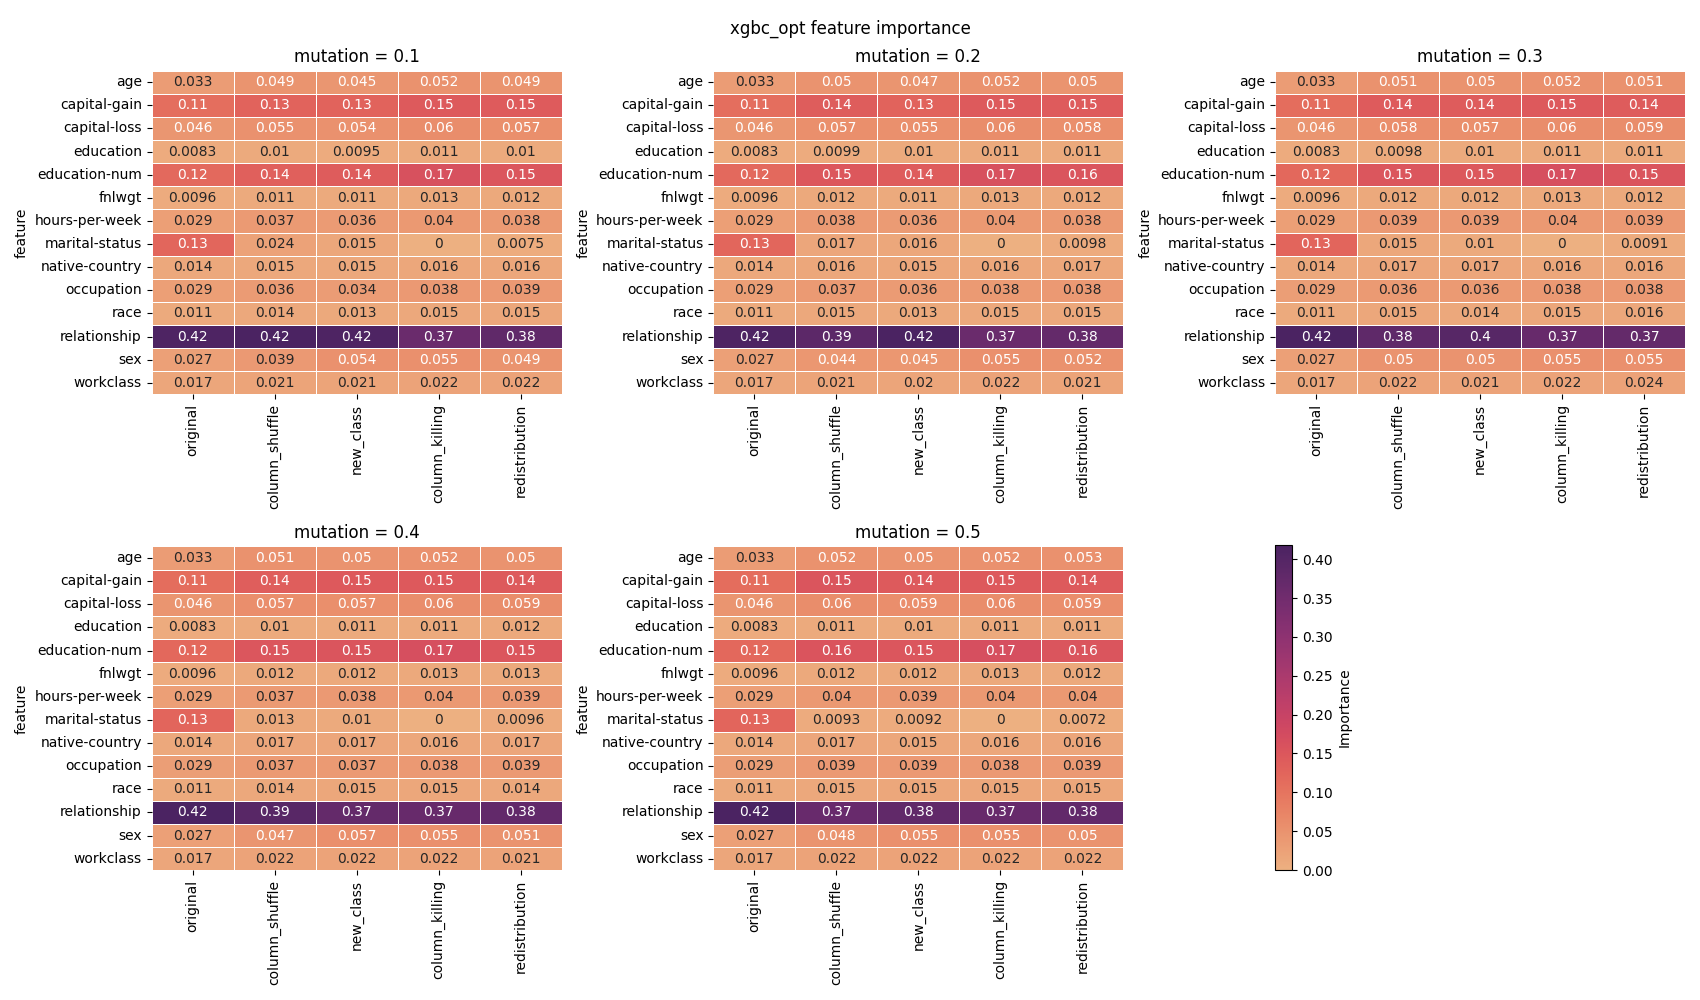 xgbc_opt feature importance
mutation = 0.1
feature
age 0.033 0.049 0.045 0.052 0.049
capital-gain 0.11 0.13 0.13 0.15 0.15
capital-loss 0.046 0.055 0.054 0.06 0.057
education 0.0083 0.01 0.0095 0.011 0.01
education-num 0.12 0.14 0.14 0.17 0.15
fnlwgt 0.0096 0.011 0.011 0.013 0.012
hours-per-week 0.029 0.037 0.036 0.04 0.038
marital-status 0.13 0.024 0.015 0 0.0075
native-country 0.014 0.015 0.015 0.016 0.016
occupation 0.029 0.036 0.034 0.038 0.039
race 0.011 0.014 0.013 0.015 0.015
relationship 0.42 0.42 0.42 0.37 0.38
sex 0.027 0.039 0.054 0.055 0.049
workclass 0.017 0.021 0.021 0.022 0.022
original column_shuffle new_class column_killing redistribution
mutation = 0.2
feature
age 0.033 0.05 0.047 0.052 0.05
capital-gain 0.11 0.14 0.13 0.15 0.15
capital-loss 0.046 0.057 0.055 0.06 0.058
education 0.0083 0.0099 0.01 0.011 0.011
education-num 0.12 0.15 0.14 0.17 0.16
fnlwgt 0.0096 0.012 0.011 0.013 0.012
hours-per-week 0.029 0.038 0.036 0.04 0.038
marital-status 0.13 0.017 0.016 0 0.0098
native-country 0.014 0.016 0.015 0.016 0.017
occupation 0.029 0.037 0.036 0.038 0.038
race 0.011 0.015 0.013 0.015 0.015
relationship 0.42 0.39 0.42 0.37 0.38
sex 0.027 0.044 0.045 0.055 0.052
workclass 0.017 0.021 0.02 0.022 0.021
original column_shuffle new_class column_killing redistribution
mutation = 0.3
feature
age 0.033 0.051 0.05 0.052 0.051
capital-gain 0.11 0.14 0.14 0.15 0.14
capital-loss 0.046 0.058 0.057 0.06 0.059
education 0.0083 0.0098 0.01 0.011 0.011
education-num 0.12 0.15 0.15 0.17 0.15
fnlwgt 0.0096 0.012 0.012 0.013 0.012
hours-per-week 0.029 0.039 0.039 0.04 0.039
marital-status 0.13 0.015 0.01 0 0.0091
native-country 0.014 0.017 0.017 0.016 0.016
occupation 0.029 0.036 0.036 0.038 0.038
race 0.011 0.015 0.014 0.015 0.016
relationship 0.42 0.38 0.4 0.37 0.37
sex 0.027 0.05 0.05 0.055 0.055
workclass 0.017 0.022 0.021 0.022 0.024
original column_shuffle new_class column_killing redistribution
mutation = 0.4
feature
age 0.033 0.051 0.05 0.052 0.05
capital-gain 0.11 0.14 0.15 0.15 0.14
capital-loss 0.046 0.057 0.057 0.06 0.059
education 0.0083 0.01 0.011 0.011 0.012
education-num 0.12 0.15 0.15 0.17 0.15
fnlwgt 0.0096 0.012 0.012 0.013 0.013
hours-per-week 0.029 0.037 0.038 0.04 0.039
marital-status 0.13 0.013 0.01 0 0.0096
native-country 0.014 0.017 0.017 0.016 0.017
occupation 0.029 0.037 0.037 0.038 0.039
race 0.011 0.014 0.015 0.015 0.014
relationship 0.42 0.39 0.37 0.37 0.38
sex 0.027 0.047 0.057 0.055 0.051
workclass 0.017 0.022 0.022 0.022 0.021
original column_shuffle new_class column_killing redistribution
mutation = 0.5
feature
age 0.033 0.052 0.05 0.052 0.053
capital-gain 0.11 0.15 0.14 0.15 0.14
capital-loss 0.046 0.06 0.059 0.06 0.059
education 0.0083 0.011 0.01 0.011 0.011
education-num 0.12 0.16 0.15 0.17 0.16
fnlwgt 0.0096 0.012 0.012 0.013 0.012
hours-per-week 0.029 0.04 0.039 0.04 0.04
marital-status 0.13 0.0093 0.0092 0 0.0072
native-country 0.014 0.017 0.015 0.016 0.016
occupation 0.029 0.039 0.039 0.038 0.039
race 0.011 0.015 0.015 0.015 0.015
relationship 0.42 0.37 0.38 0.37 0.38
sex 0.027 0.048 0.055 0.055 0.05
workclass 0.017 0.022 0.022 0.022 0.022
original column_shuffle new_class column_killing redistribution
0.40
0.35
0.30
0.25
0.20
0.15
0.10
0.05
0.00
Importance